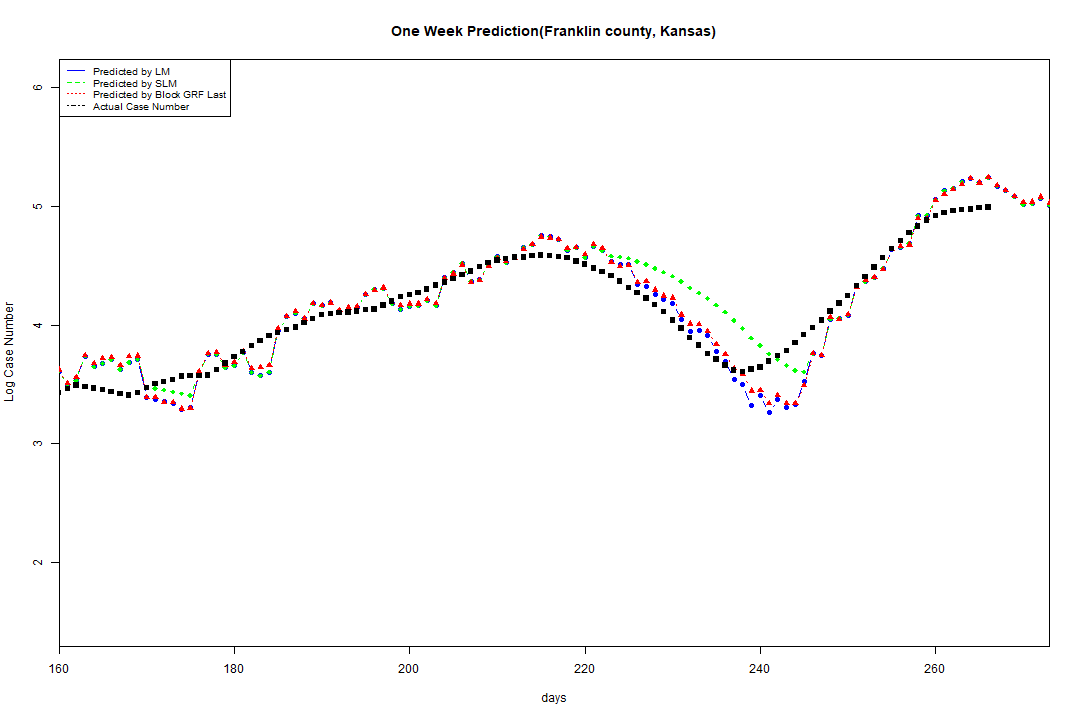 One Week Prediction(Franklin county, Kansas)
Predicted by LM
Predicted by SLM
Predicted by Block GRF Last
Actual Case Number
6
5
4
3
2
Log Case Number
160 180 200 220 240 260
days